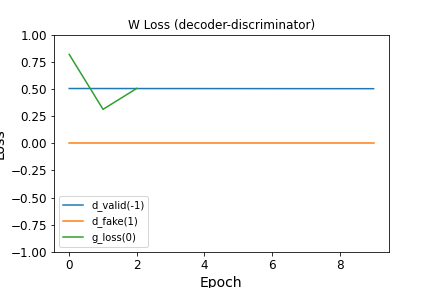 W Loss (decoder-discriminator)
1.00
0.75
0.50
0.25
0.00
−0.25
−0.50
−0.75
−1.00
d_valid(-1)
d_fake(1)
g_loss(0)
0 2 4 6 8
Epoch